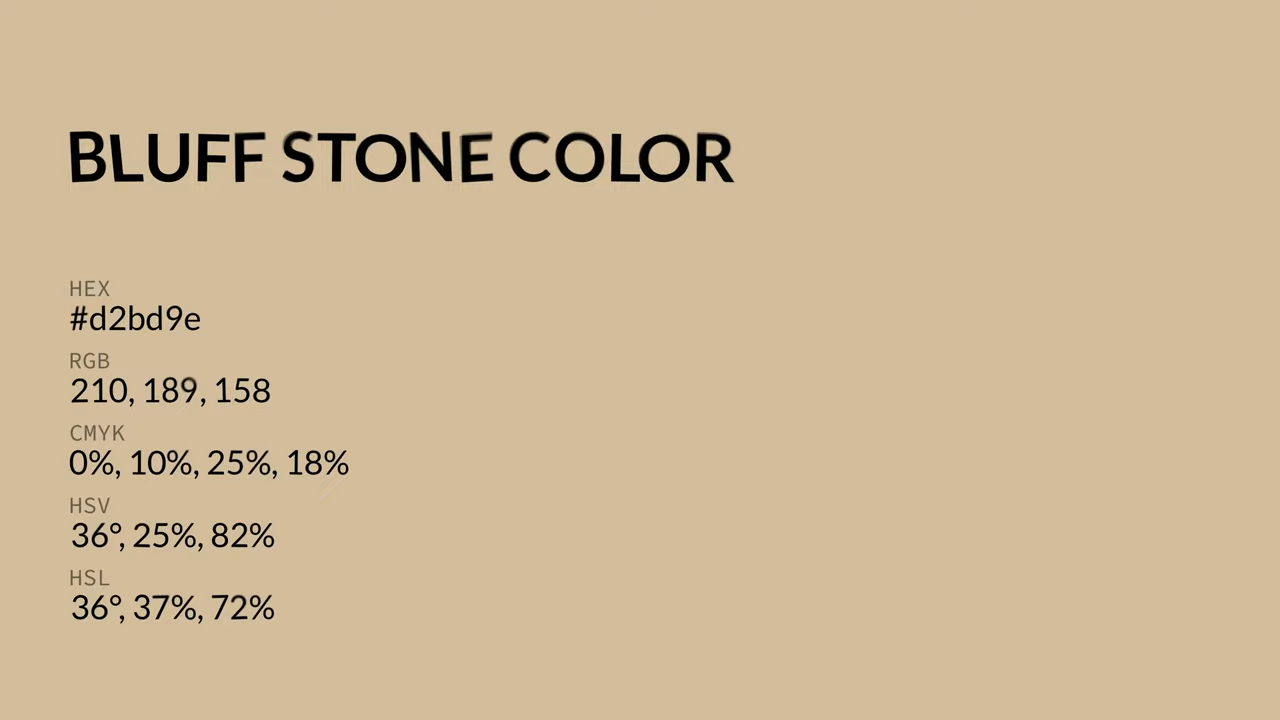 BLUFF STONE COLOR
HEX
#d2bd9e
RGB
210, 189, 158
CMYK
0%, 10%, 25%, 18%
HSV
36°, 25%, 82%
HSL
36°, 37%, 72%